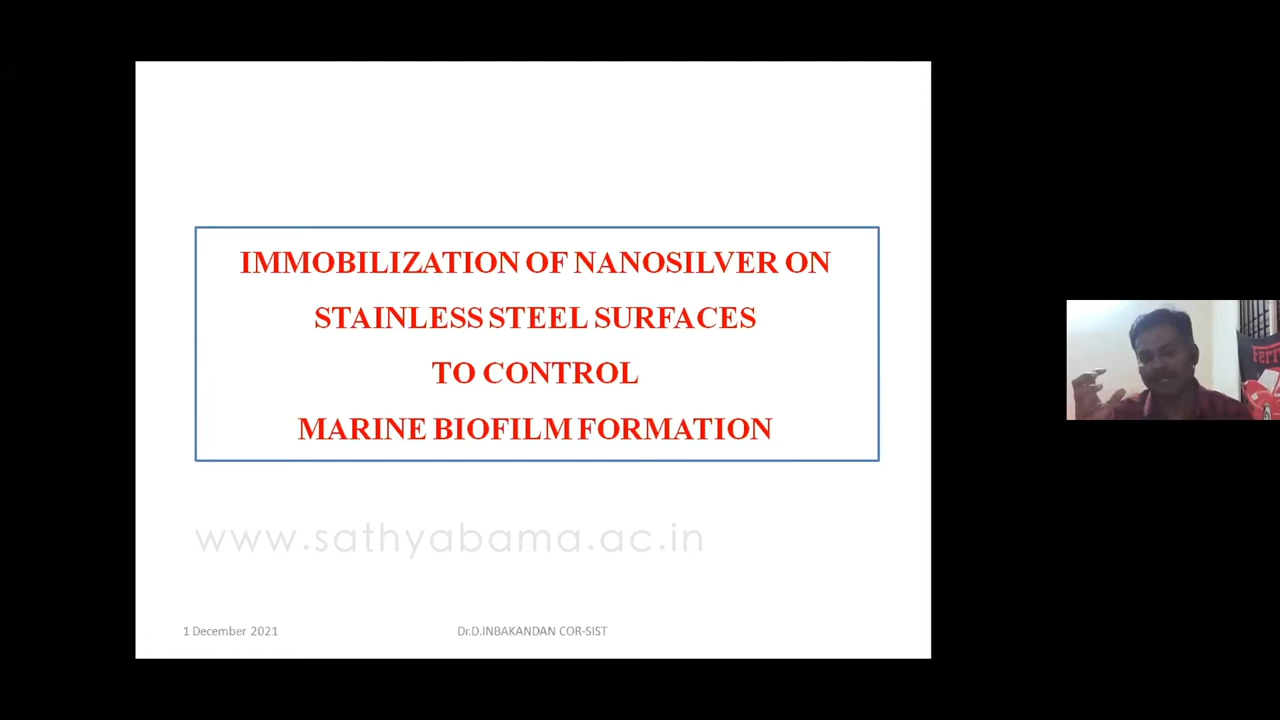 IMMOBILIZATION OF NANOSILVER ON
STAINLESS STEEL SURFACES
TO CONTROL
MARINE BIOFILM FORMATION
www.sathyabama.ac.in
1 December 2021
Dr.D.INBAKANDAN COR-SIST